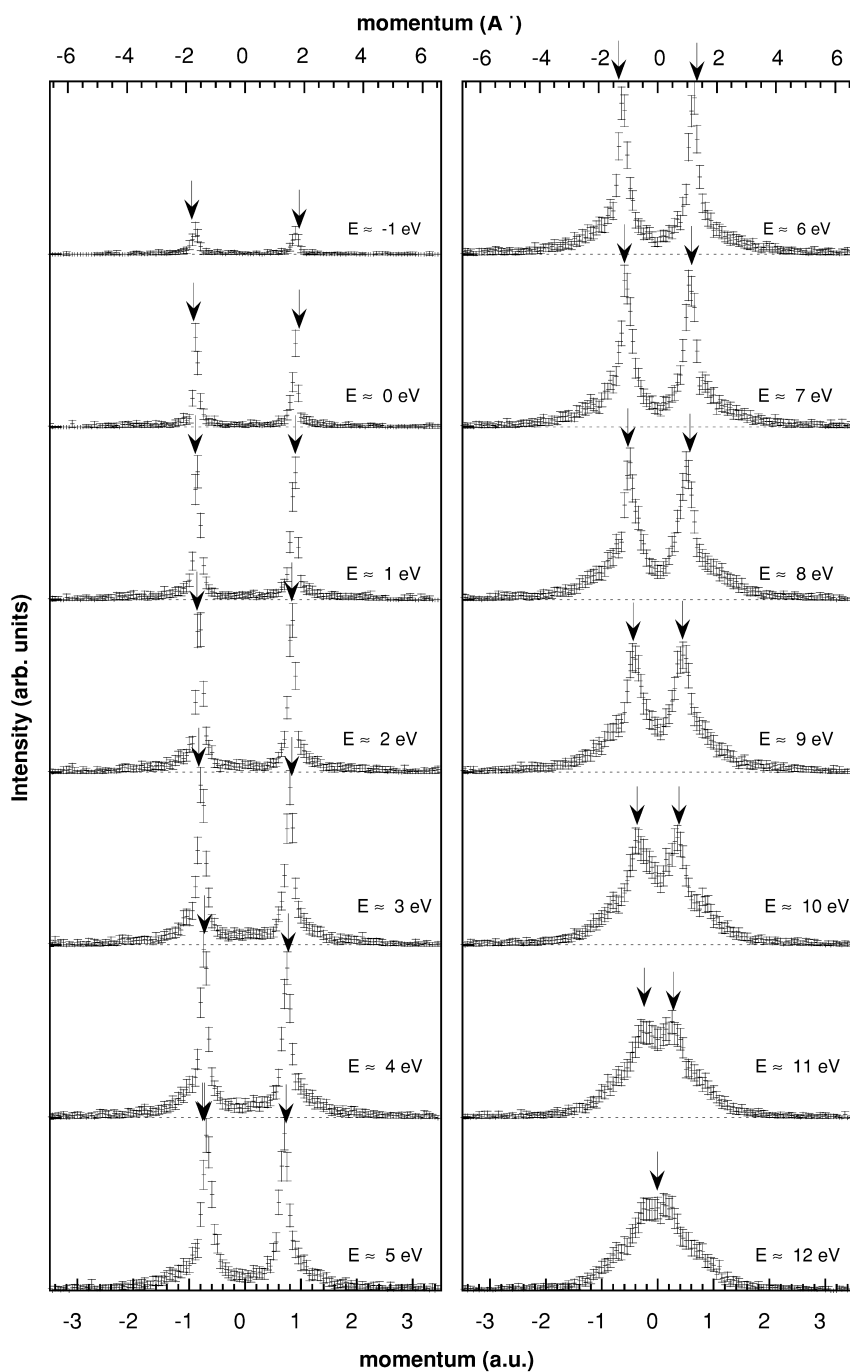 momentum (A ˙)
-6 -4 -2 0 2 4 6
-6 -4 -2 0 2 4 6
E ≈ -1 eV
E ≈ 0 eV
E ≈ 1 eV
E ≈ 2 eV
E ≈ 3 eV
E ≈ 4 eV
E ≈ 5 eV
E ≈ 6 eV
E ≈ 7 eV
E ≈ 8 eV
E ≈ 9 eV
E ≈ 10 eV
E ≈ 11 eV
E ≈ 12 eV
Intensity (arb. units)
-3 -2 -1 0 1 2 3
-3 -2 -1 0 1 2 3
momentum (a.u.)